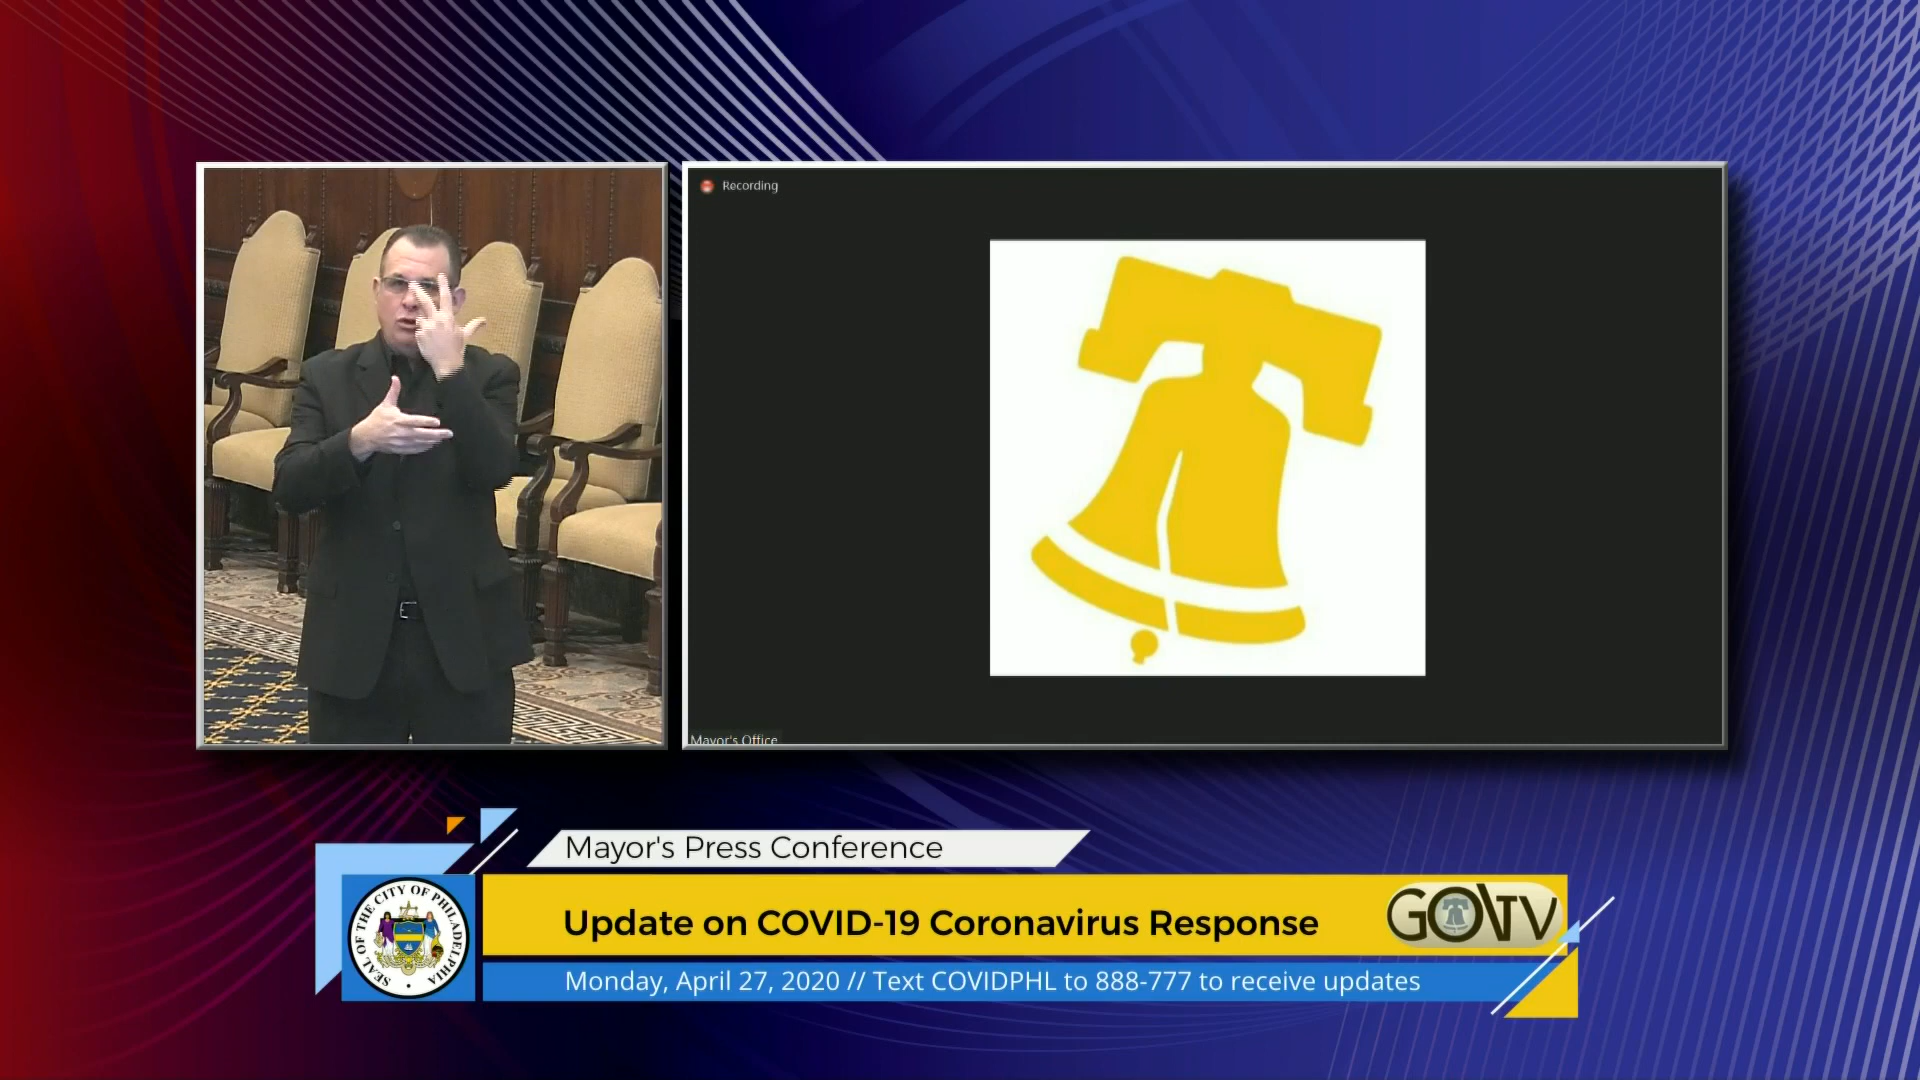 Recording
Mayor's Office
Mayor's Press Conference
SEAL OF THE CITY OF PHILADELPHIA
Update on COVID-19 Coronavirus Response
GOVTV
Monday, April 27, 2020 // Text COVIDPHL to 888-777 to receive updates